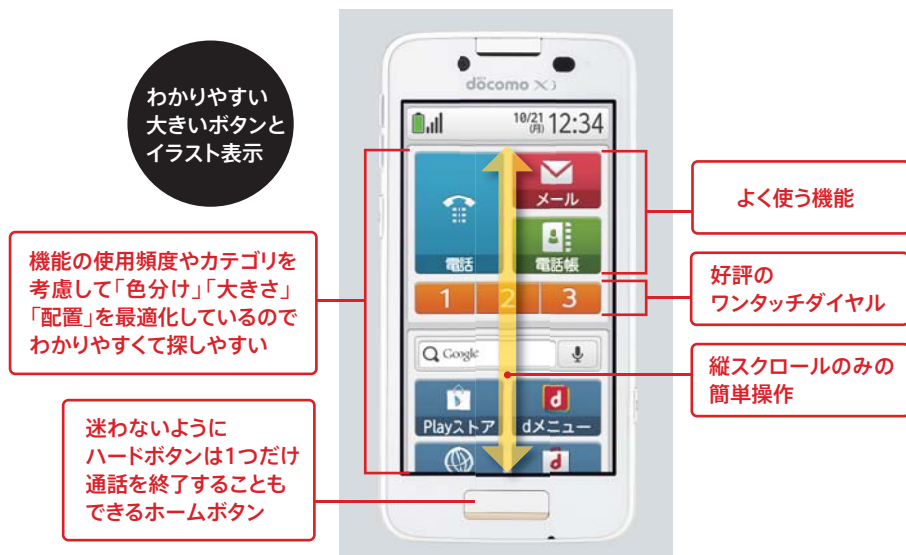 わかりやすい
大きいボタンと
イラスト表示
機能の使用頻度やカテゴリを
考慮して「色分け」「大きさ」
「配置」を最適化しているので
わかりやすくて探しやすい
迷わないように
ハードボタンは1つだけ
通話を終了することも
できるホームボタン
döcomo Xi
10/21
(月)
12:34
電話
メール
電話帳
1 2 3
Google
Playストア
dメニュー
d
よく使う機能
好評の
ワンタッチダイヤル
縦スクロールのみの
簡単操作